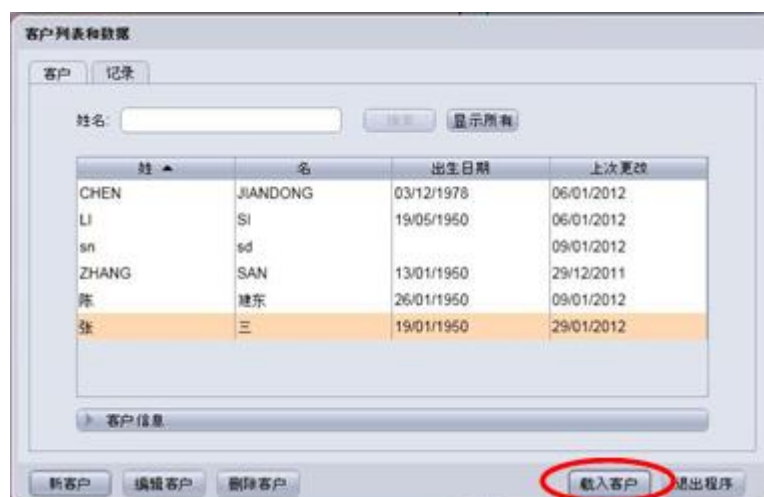 客户列表和数据
客户 记录
姓名: 搜索 显示所有
姓 名 出生日期 上次更改
CHEN JIANDONG 03/12/1978 06/01/2012
LI SI 19/05/1950 06/01/2012
sn sd 09/01/2012
ZHANG SAN 13/01/1950 29/12/2011
陈 建东 26/01/1950 09/01/2012
张 三 19/01/1950 29/01/2012
客户信息
新客户 编辑客户 删除客户 载入客户 退出程序